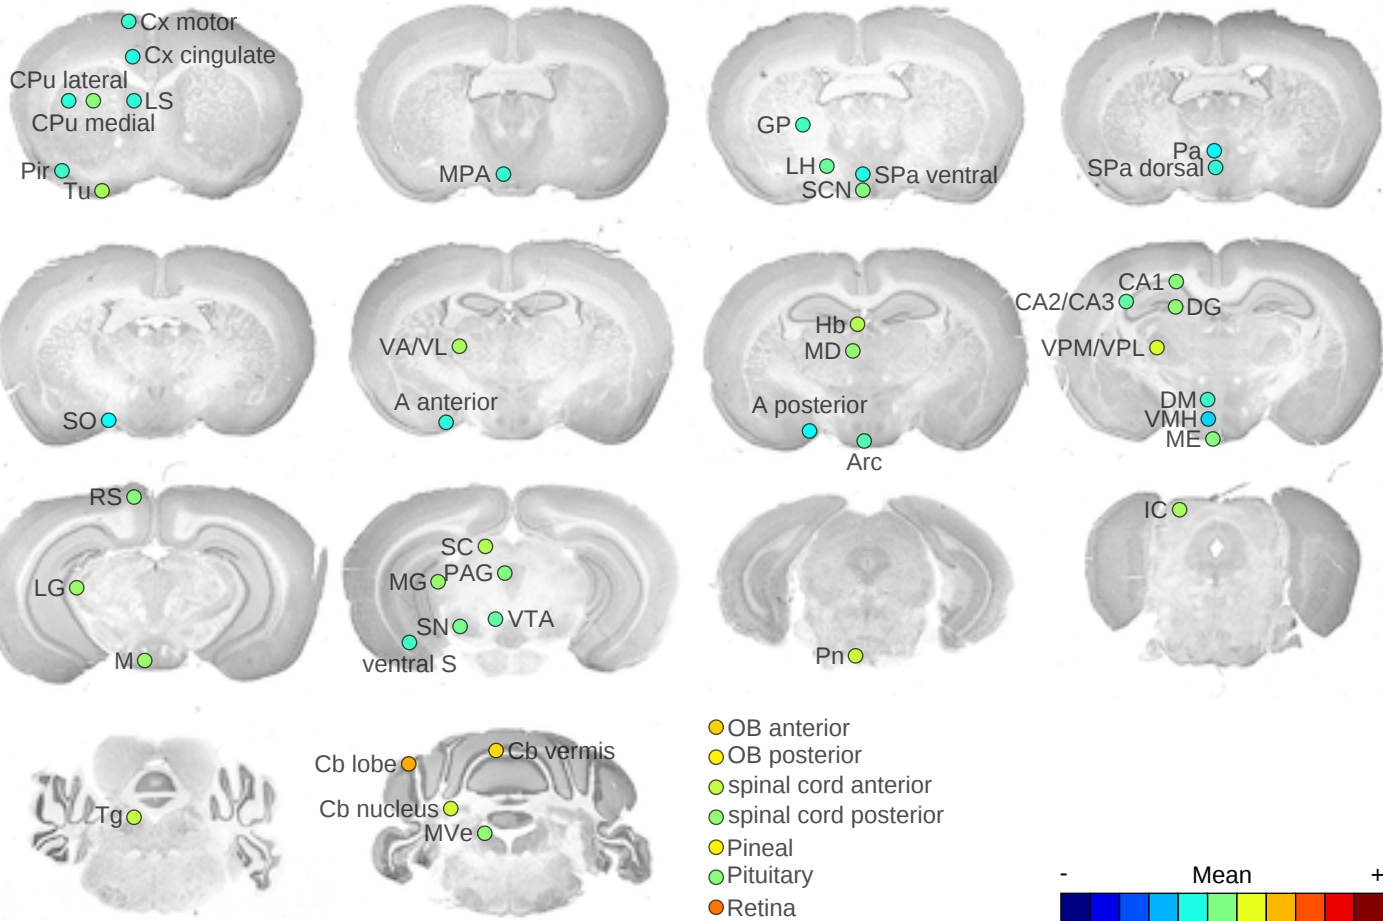 Cx motor
Cx cingulate
CPu lateral
LS
CPu medial
Pir
Tu
MPA
GP
LH
SPa ventral
SCN
Pa
SPa dorsal
SO
VA/VL
A anterior
Hb
MD
A posterior
Arc
CA1
CA2/CA3
DG
VPM/VPL
DM
VMH
ME
RS
LG
M
SC
MG
PAG
SN
VTA
ventral S
Pn
IC
Tg
Cb lobe
Cb vermis
Cb nucleus
MVe
OB anterior
OB posterior
spinal cord anterior
spinal cord posterior
Pineal
Pituitary
Retina
- Mean +